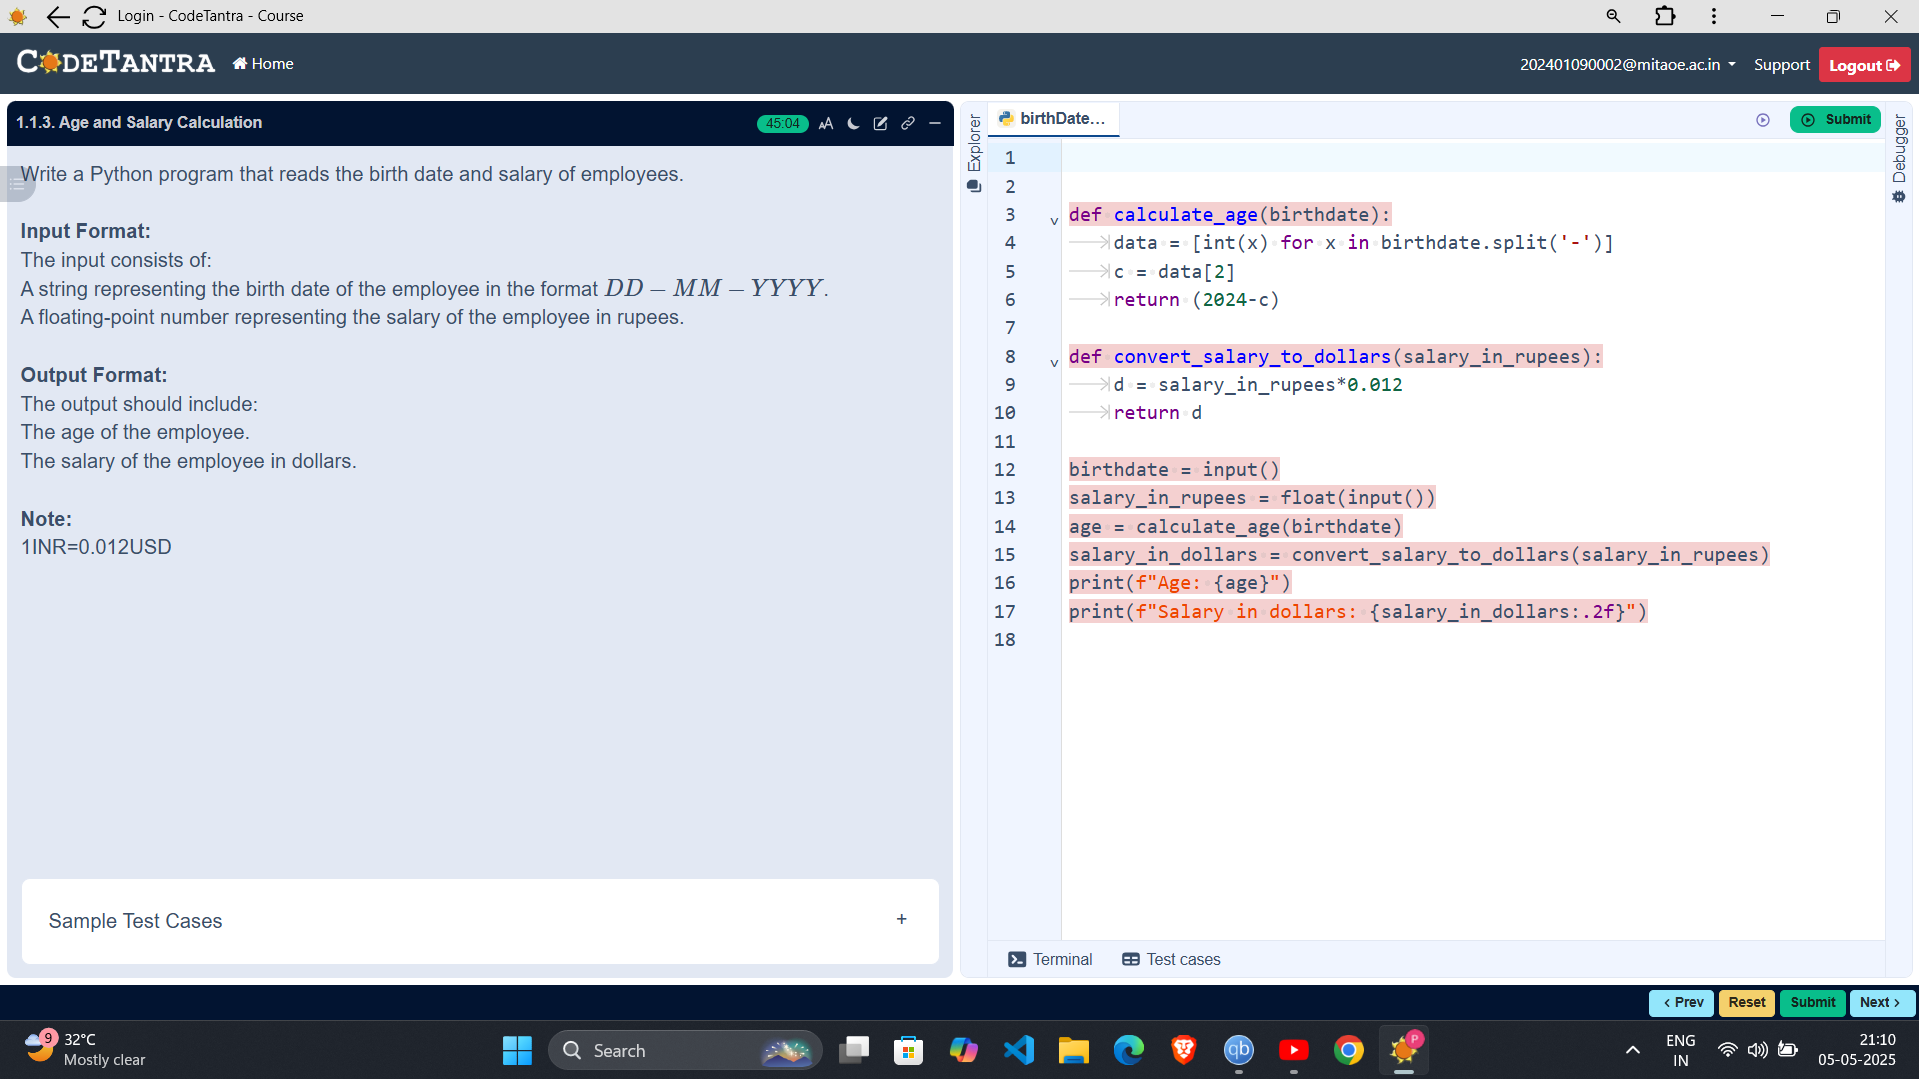 Login - CodeTantra - Course
CODETANTRA
Home
202401090002@mitaoe.ac.in
Support
Logout
1.1.3. Age and Salary Calculation
45:04
AA
Write a Python program that reads the birth date and salary of employees.
Input Format:
The input consists of:
A string representing the birth date of the employee in the format DD − MM − YYYY.
A floating-point number representing the salary of the employee in rupees.
Output Format:
The output should include:
The age of the employee.
The salary of the employee in dollars.
Note:
1INR=0.012USD
Sample Test Cases
+
Explorer
birthDate...
Submit
Debugger
1
2
3 def calculate_age(birthdate):
4 data = [int(x) for x in birthdate.split('-')]
5 c = data[2]
6 return (2024-c)
7
8 def convert_salary_to_dollars(salary_in_rupees):
9 d = salary_in_rupees*0.012
10 return d
11
12 birthdate = input()
13 salary_in_rupees = float(input())
14 age = calculate_age(birthdate)
15 salary_in_dollars = convert_salary_to_dollars(salary_in_rupees)
16 print(f"Age: {age}")
17 print(f"Salary in dollars: {salary_in_dollars:.2f}")
18
Terminal
Test cases
< Prev
Reset
Submit
Next >
9
32°C
Mostly clear
Search
qb
P
ENG
IN
21:10
05-05-2025